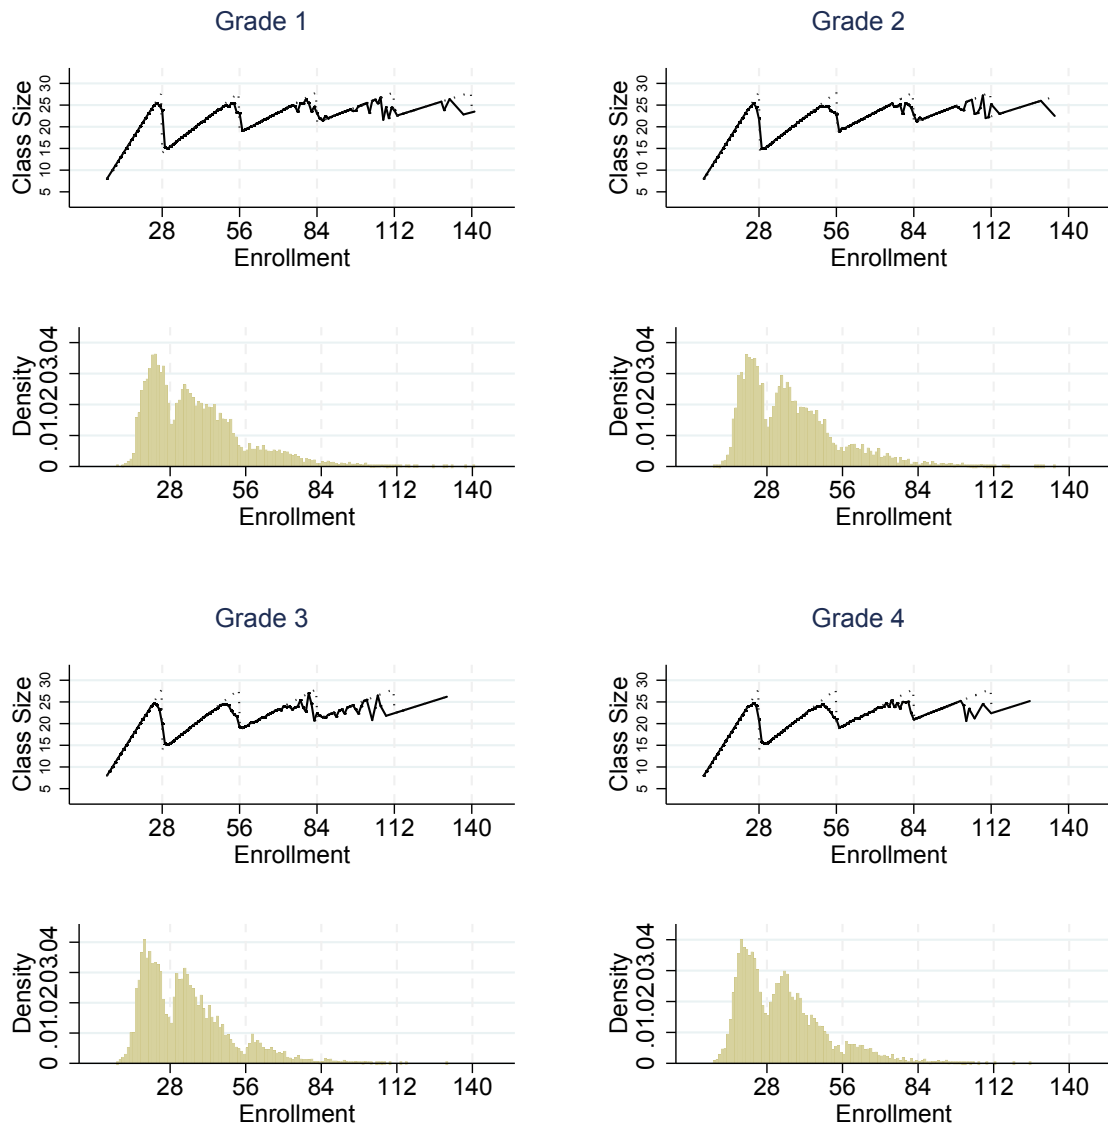 Grade 1
Class Size
5 10 15 20 25 30
28 56 84 112 140
Enrollment
Density
0 .01.02.03.04
28 56 84 112 140
Enrollment
Grade 2
Class Size
5 10 15 20 25 30
28 56 84 112 140
Enrollment
Density
0 .01.02.03.04
28 56 84 112 140
Enrollment
Grade 3
Class Size
5 10 15 20 25 30
28 56 84 112 140
Enrollment
Density
0 .01.02.03.04
28 56 84 112 140
Enrollment
Grade 4
Class Size
5 10 15 20 25 30
28 56 84 112 140
Enrollment
Density
0 .01.02.03.04
28 56 84 112 140
Enrollment